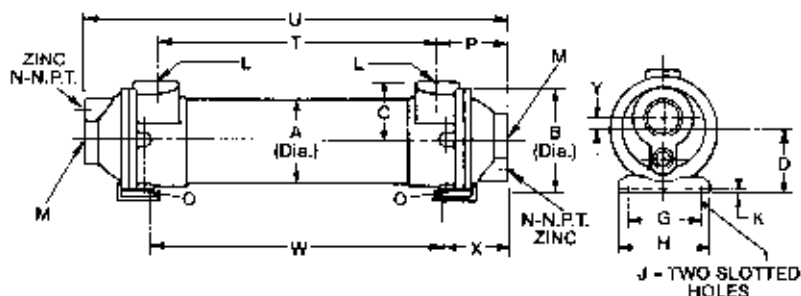 U
T
P
ZINC
N-N.P.T.
L
L
M
C
A
(Dia.)
B
(Dia.)
Y
D
M
O
O
N-N.P.T.
ZINC
G
K
W
X
H
J - TWO SLOTTED
HOLES